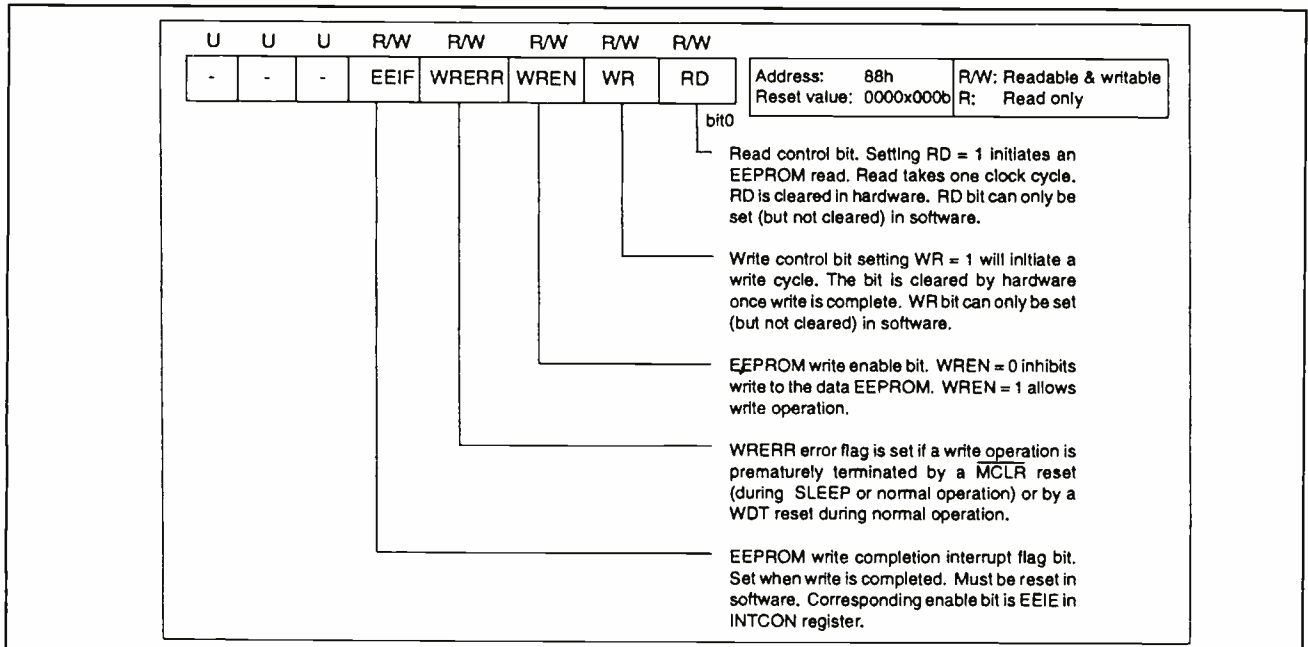 U U U R/W R/W R/W R/W R/W
- - - EEIF WRERR WREN WR RD
bit0
Address: 88h
Reset value: 0000x000b
R/W: Readable & writable
R: Read only
Read control bit. Setting RD = 1 initiates an
EEPROM read. Read takes one clock cycle.
RD is cleared in hardware. RD bit can only be
set (but not cleared) in software.
Write control bit setting WR = 1 will initiate a
write cycle. The bit is cleared by hardware
once write is complete. WR bit can only be set
(but not cleared) in software.
EEPROM write enable bit. WREN = 0 inhibits
write to the data EEPROM. WREN = 1 allows
write operation.
WRERR error flag is set if a write operation is
prematurely terminated by a MCLR reset
(during SLEEP or normal operation) or by a
WDT reset during normal operation.
EEPROM write completion interrupt flag bit.
Set when write is completed. Must be reset in
software. Corresponding enable bit is EEIE in
INTCON register.